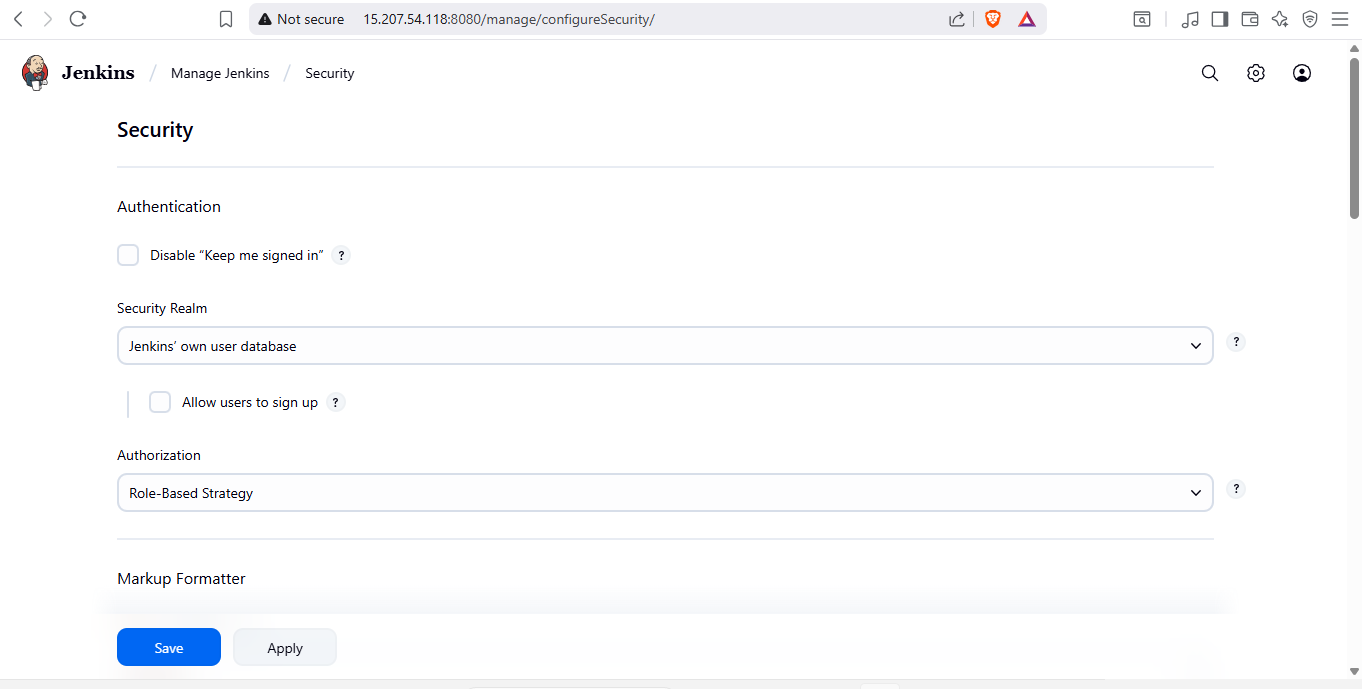 Not secure 15.207.54.118:8080/manage/configureSecurity/
Jenkins / Manage Jenkins / Security
Security
Authentication
Disable “Keep me signed in” ?
Security Realm
Jenkins’ own user database
?
Allow users to sign up ?
Authorization
Role-Based Strategy
?
Markup Formatter
Save Apply